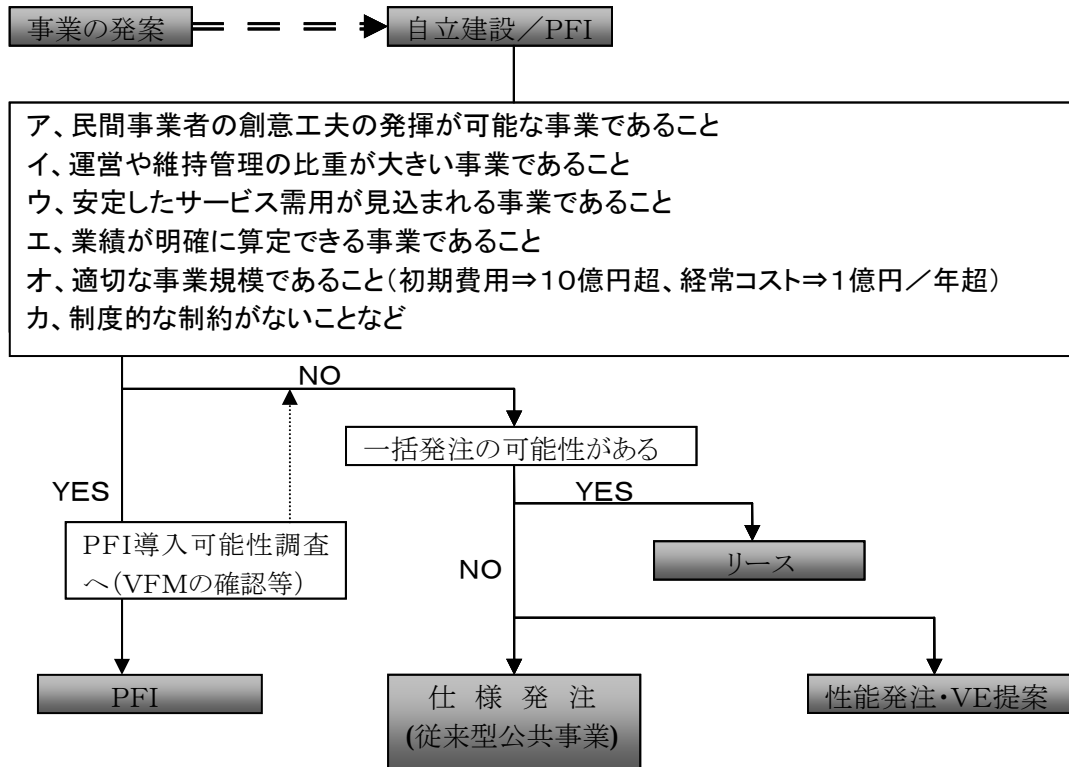 事業の発案
自立建設／PFI
ア、民間事業者の創意工夫の発揮が可能な事業であること
イ、運営や維持管理の比重が大きい事業であること
ウ、安定したサービス需用が見込まれる事業であること
エ、業績が明確に算定できる事業であること
オ、適切な事業規模であること（初期費用⇒１０億円超、経常コスト⇒１億円／年超）
カ、制度的な制約がないことなど
NO
一括発注の可能性がある
YES
YES
PFI導入可能性調査
へ（VFMの確認等）
NO
リース
PFI
仕 様 発 注
(従来型公共事業)
性能発注・VE提案